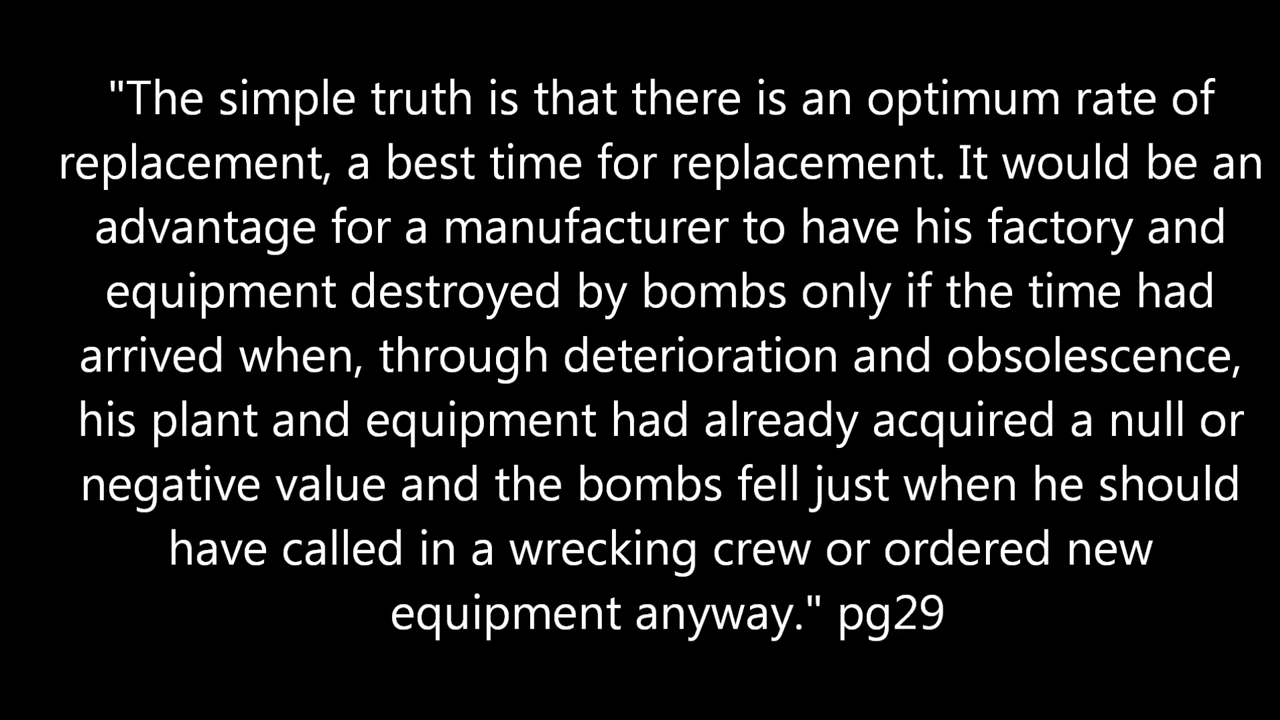 "The simple truth is that there is an optimum rate of
replacement, a best time for replacement. It would be an
advantage for a manufacturer to have his factory and
equipment destroyed by bombs only if the time had
arrived when, through deterioration and obsolescence,
his plant and equipment had already acquired a null or
negative value and the bombs fell just when he should
have called in a wrecking crew or ordered new
equipment anyway." pg29